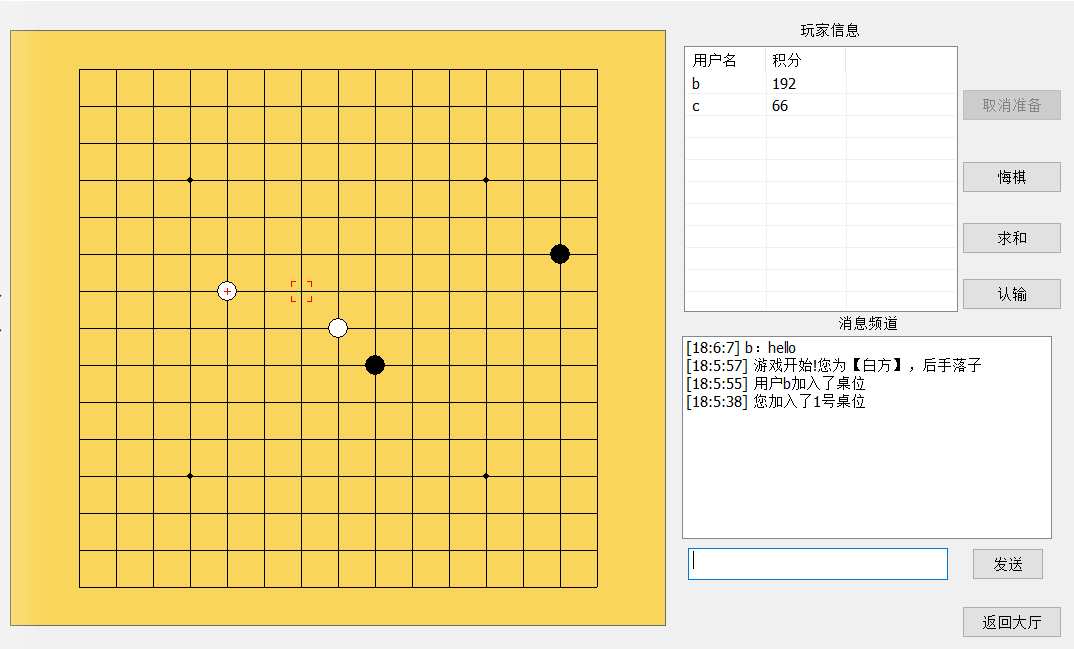 玩家信息
用户名 积分
b 192
c 66
取消准备
悔棋
求和
认输
消息频道
[18:6:7] b：hello
[18:5:57] 游戏开始!您为【白方】，后手落子
[18:5:55] 用户b加入了桌位
[18:5:38] 您加入了1号桌位
发送
返回大厅